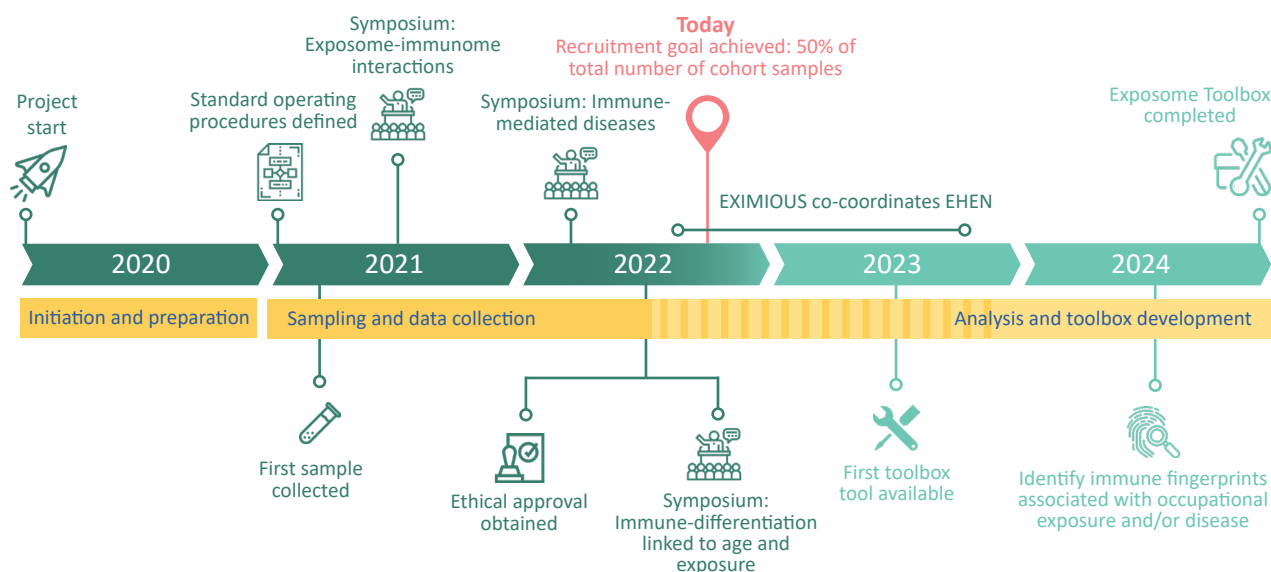 Project
start
Standard operating
procedures defined
Symposium:
Exposome-immunome
interactions
Symposium: Immune-
mediated diseases
Today
Recruitment goal achieved: 50% of
total number of cohort samples
EXIMIOUS co-coordinates EHEN
Exposome Toolbox
completed
2020
2021
2022
2023
2024
Initiation and preparation
Sampling and data collection
Analysis and toolbox development
First sample
collected
Ethical approval
obtained
Symposium:
Immune-differentiation
linked to age and
exposure
First toolbox
tool available
Identify immune fingerprints
associated with occupational
exposure and/or disease